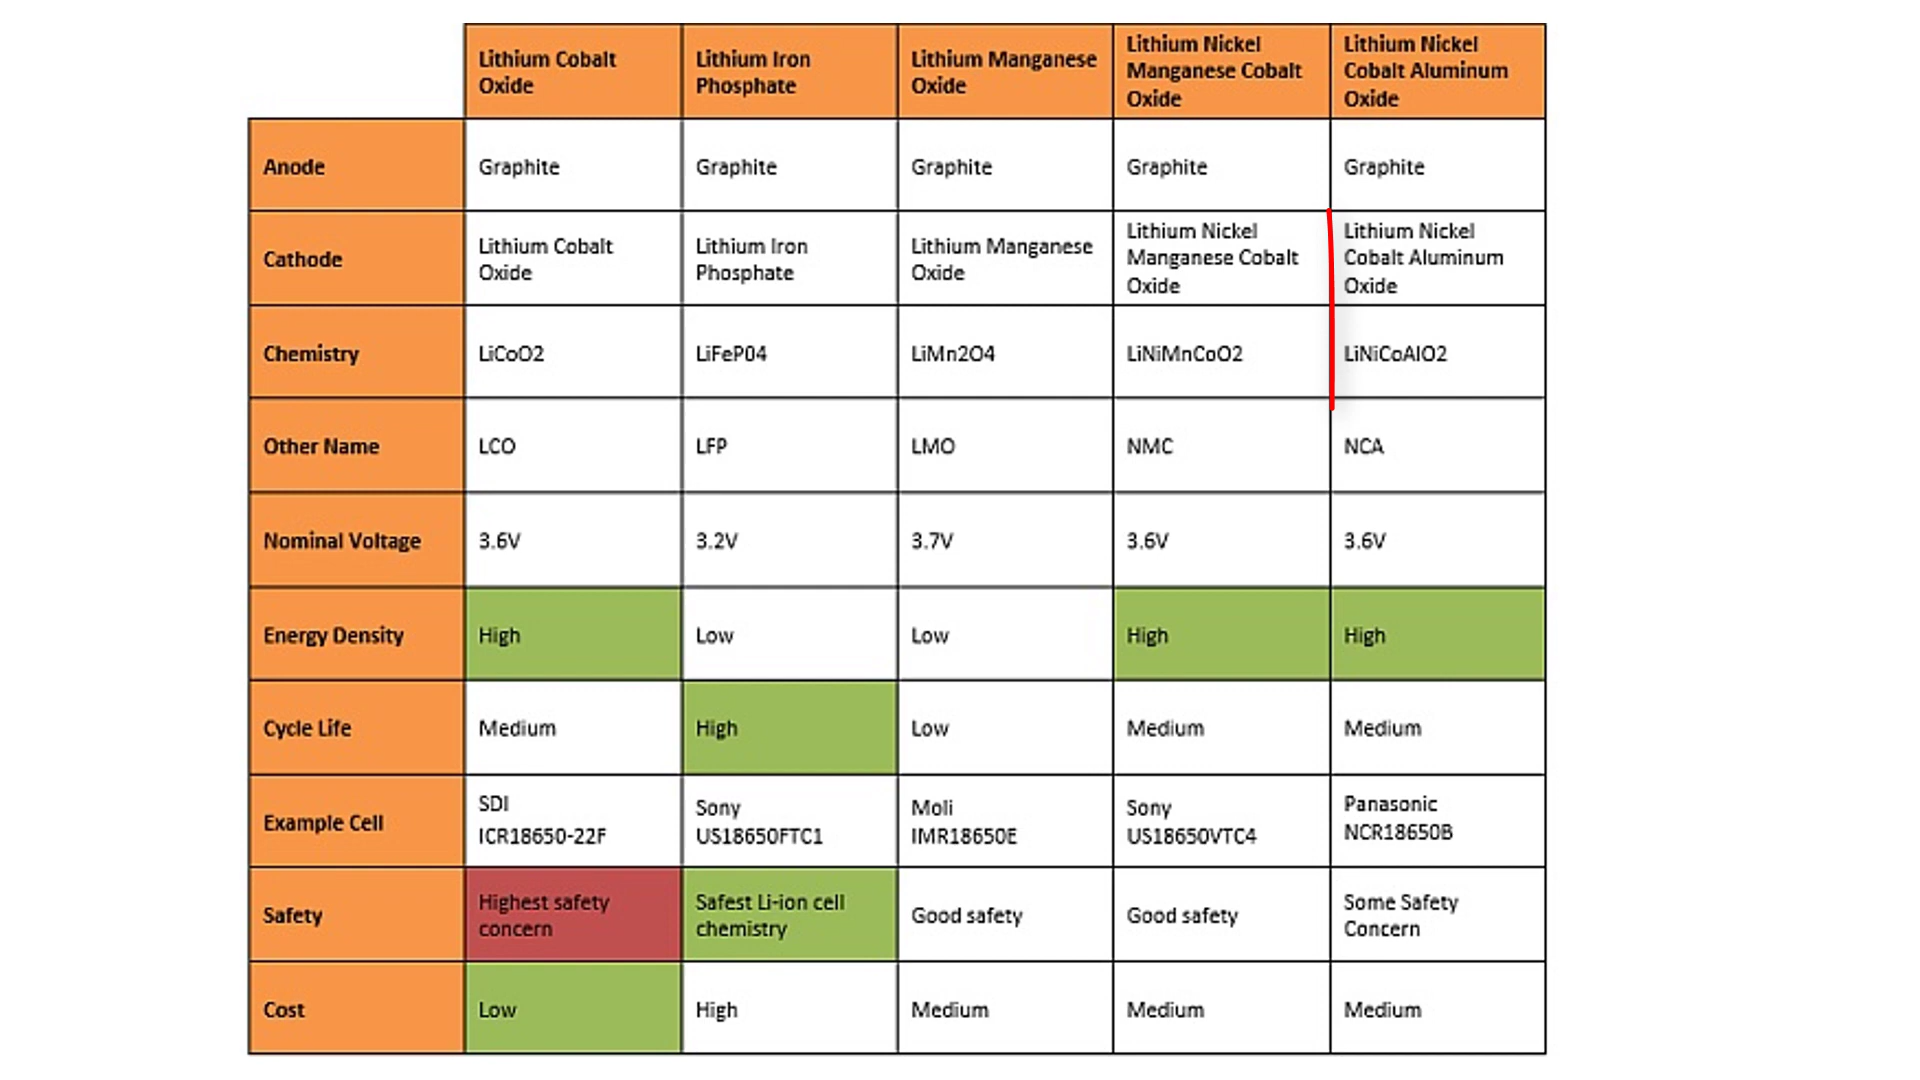 Lithium Cobalt
Oxide
Lithium Iron
Phosphate
Lithium Manganese
Oxide
Lithium Nickel
Manganese Cobalt
Oxide
Lithium Nickel
Cobalt Aluminum
Oxide
Anode
Graphite
Graphite
Graphite
Graphite
Graphite
Cathode
Lithium Cobalt
Oxide
Lithium Iron
Phosphate
Lithium Manganese
Oxide
Lithium Nickel
Manganese Cobalt
Oxide
Lithium Nickel
Cobalt Aluminum
Oxide
Chemistry
LiCoO2
LiFeP04
LiMn2O4
LiNiMnCoO2
LiNiCoAlO2
Other Name
LCO
LFP
LMO
NMC
NCA
Nominal Voltage
3.6V
3.2V
3.7V
3.6V
3.6V
Energy Density
High
Low
Low
High
High
Cycle Life
Medium
High
Low
Medium
Medium
Example Cell
SDI
ICR18650-22F
Sony
US18650FTC1
Moli
IMR18650E
Sony
US18650VTC4
Panasonic
NCR18650B
Safety
Highest safety
concern
Safest Li-ion cell
chemistry
Good safety
Good safety
Some Safety
Concern
Cost
Low
High
Medium
Medium
Medium